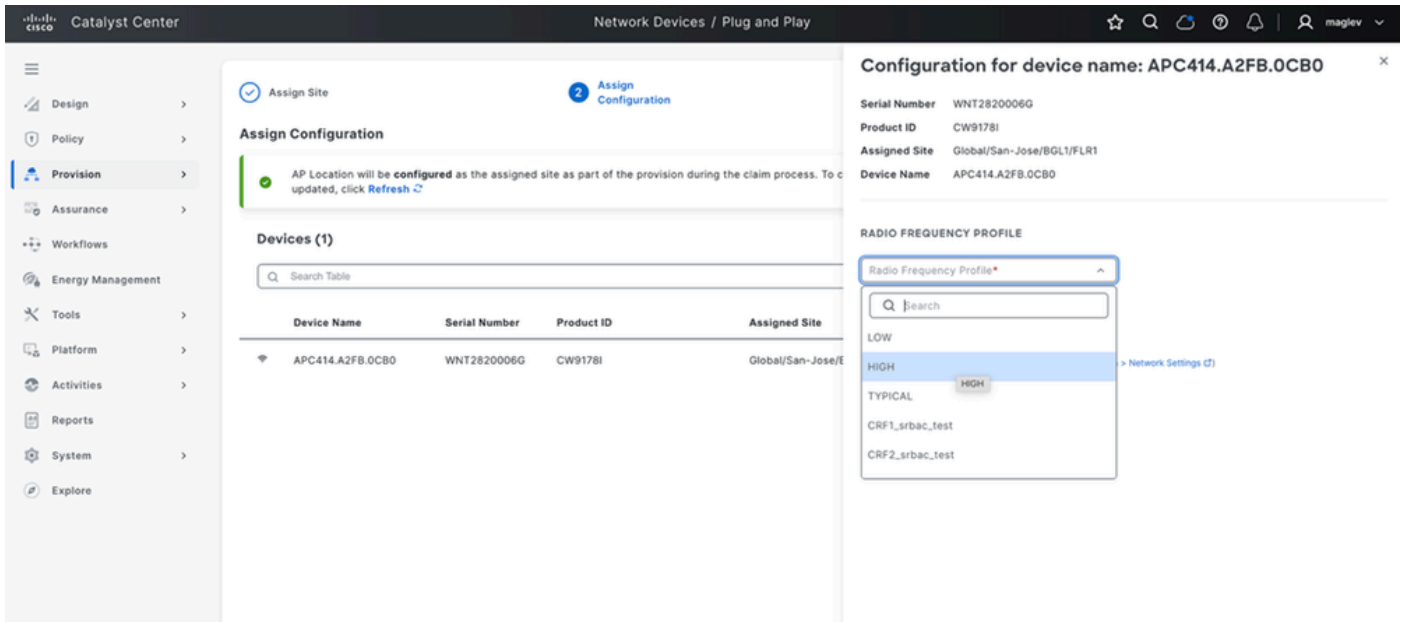 CISCO Catalyst Center
Network Devices / Plug and Play
maglev
Design
Policy
Provision
Assurance
Workflows
Energy Management
Tools
Platform
Activities
Reports
System
Explore
Assign Site
2 Assign
Configuration
Assign Configuration
AP Location will be configured as the assigned site as part of the provision during the claim process. To c
updated, click Refresh
Devices (1)
Search Table
Device Name Serial Number Product ID Assigned Site
APC414.A2FB.0CB0 WNT2820006G CW9178I Global/San-Jose/B
Configuration for device name: APC414.A2FB.0CB0
Serial Number WNT2820006G
Product ID CW9178I
Assigned Site Global/San-Jose/BGL1/FLR1
Device Name APC414.A2FB.0CB0
RADIO FREQUENCY PROFILE
Radio Frequency Profile*
Search
LOW
HIGH
HIGH
TYPICAL
CRF1_srbac_test
CRF2_srbac_test
> Network Settings